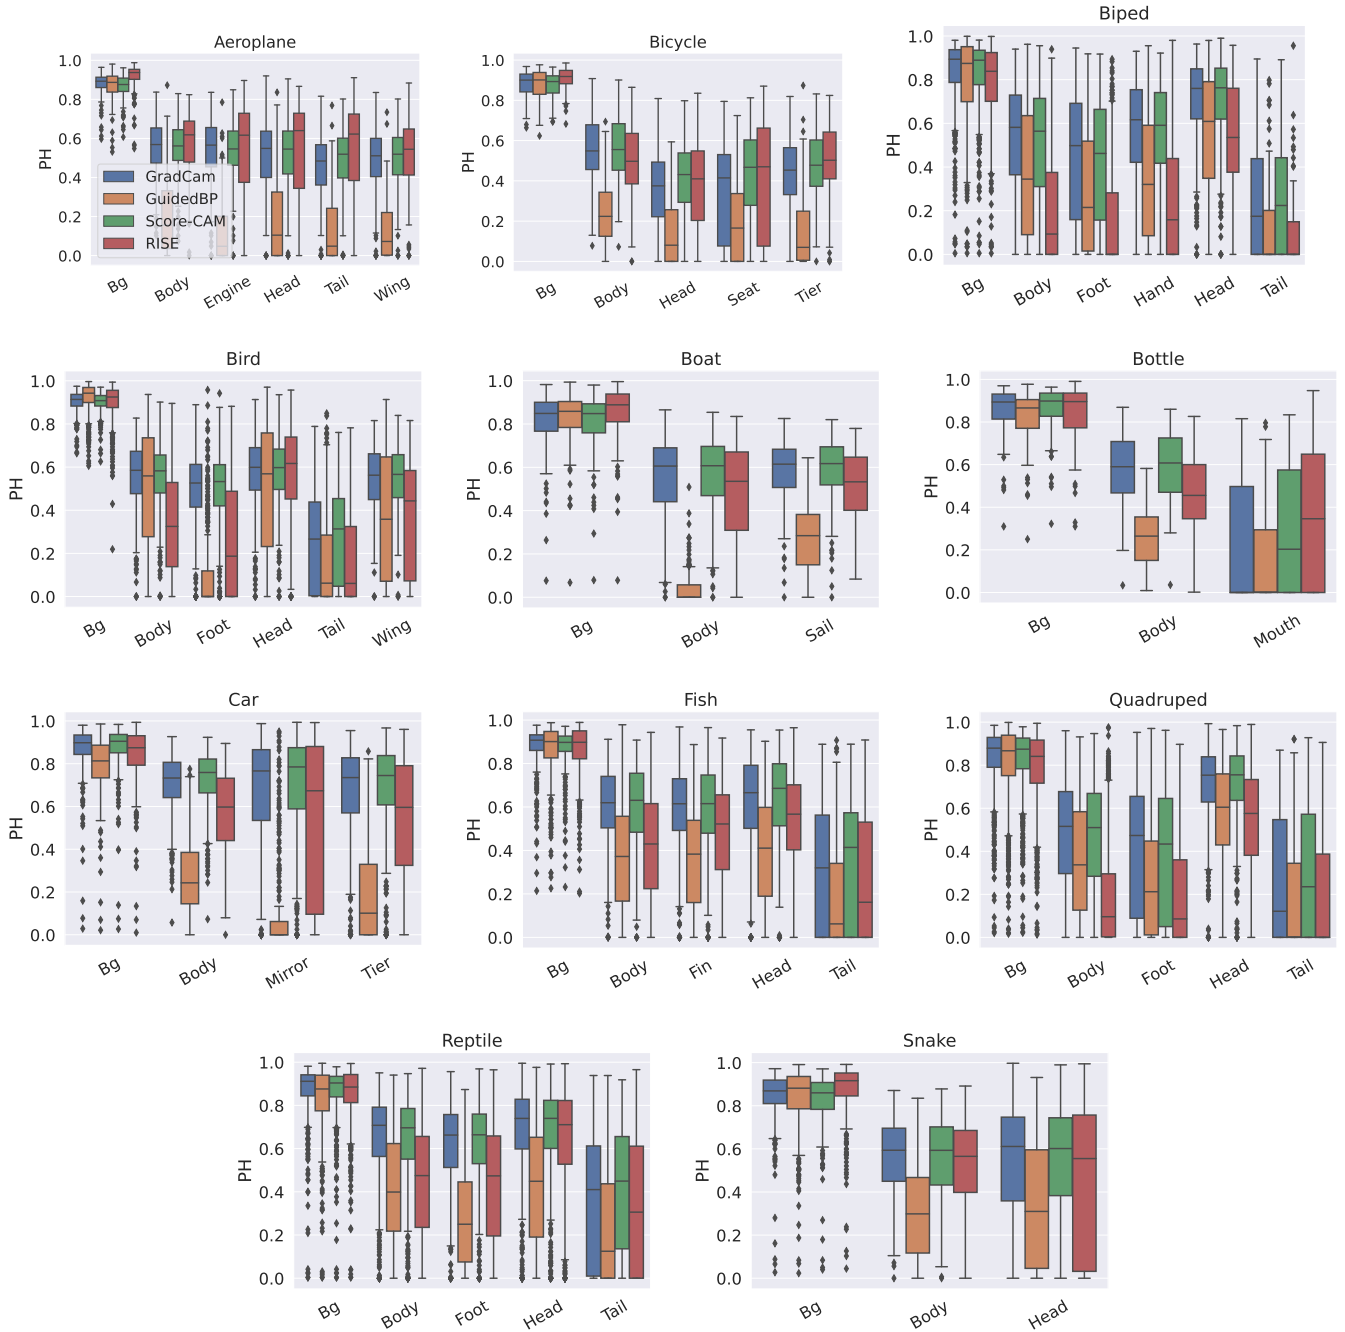 Aeroplane
1.0
0.8
0.6
0.4
0.2
0.0
PH
GradCam
GuidedBP
Score-CAM
RISE
Bg
Body
Engine
Head
Tail
Wing
Bicycle
1.0
0.8
0.6
0.4
0.2
0.0
PH
Bg
Body
Head
Seat
Tier
Biped
1.0
0.8
0.6
0.4
0.2
0.0
PH
Bg
Body
Foot
Hand
Head
Tail
Bird
1.0
0.8
0.6
0.4
0.2
0.0
PH
Bg
Body
Foot
Head
Tail
Wing
Boat
1.0
0.8
0.6
0.4
0.2
0.0
PH
Bg
Body
Sail
Bottle
1.0
0.8
0.6
0.4
0.2
0.0
PH
Bg
Body
Mouth
Car
1.0
0.8
0.6
0.4
0.2
0.0
PH
Bg
Body
Mirror
Tier
Fish
1.0
0.8
0.6
0.4
0.2
0.0
PH
Bg
Body
Fin
Head
Tail
Quadruped
1.0
0.8
0.6
0.4
0.2
0.0
PH
Bg
Body
Foot
Head
Tail
Reptile
1.0
0.8
0.6
0.4
0.2
0.0
PH
Bg
Body
Foot
Head
Tail
Snake
1.0
0.8
0.6
0.4
0.2
0.0
PH
Bg
Body
Head